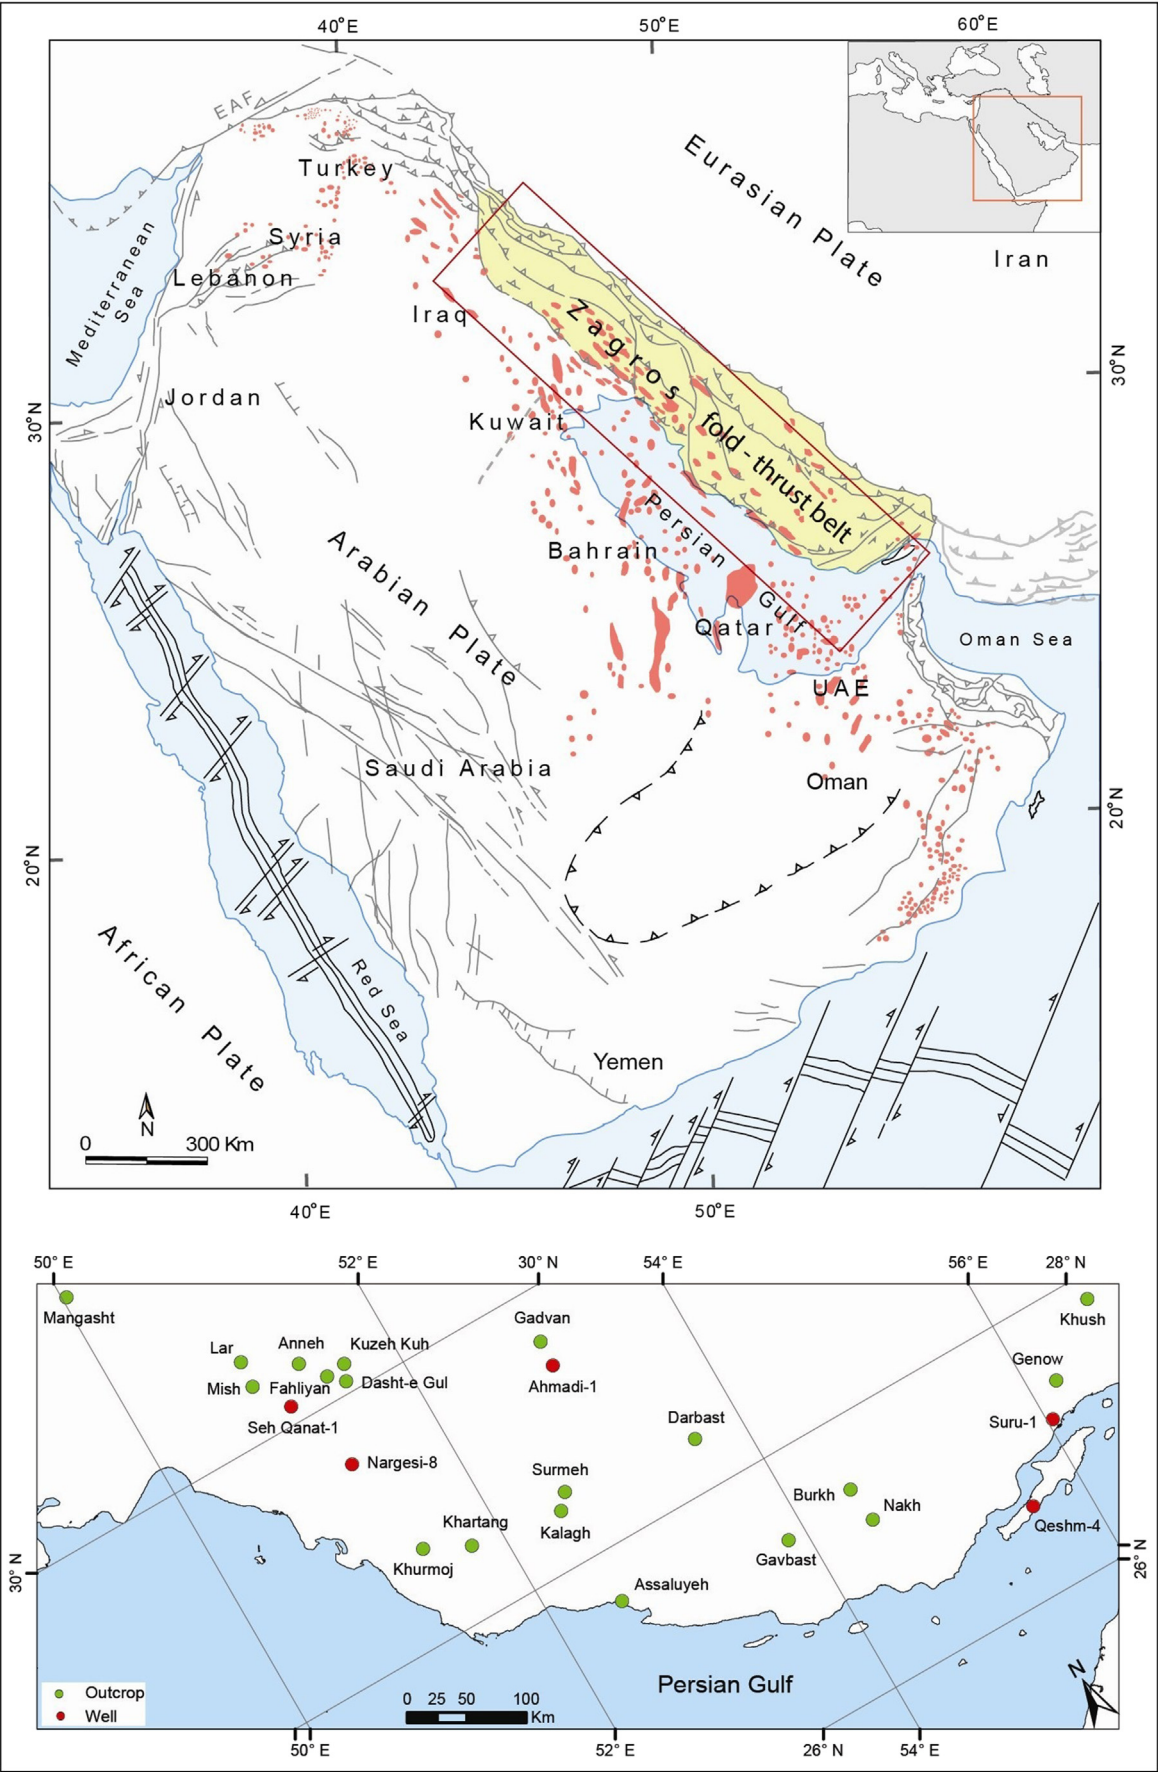 40°E
50°E
60°E
EAF
Turkey
Eurasian Plate
Mediterranean
Sea
Syria
Lebanon
Iran
Iraq
Zagros fold-thrust belt
30°N
30°N
Jordan
Kuwait
Persian Gulf
Bahrain
Arabian Plate
Qatar
Oman Sea
UAE
Saudi Arabia
Oman
20°N
20°N
African Plate
Red Sea
Yemen
N
0 300 Km
40°E
50°E
50° E
52° E
30° N
54° E
56° E
28° N
Mangasht
Gadvan
Khush
Lar
Anneh
Kuzeh Kuh
Genow
Mish
Fahliyan
Dasht-e Gul
Ahmadi-1
Seh Qanat-1
Darbast
Suru-1
Nargesi-8
Surmeh
Burkh
Nakh
Khartang
Kalagh
Qeshm-4
Khurmoj
Gavbast
30° N
26° N
Assaluyeh
Persian Gulf
N
Outcrop
Well
0 25 50 100
Km
50° E
52° E
26° N
54° E